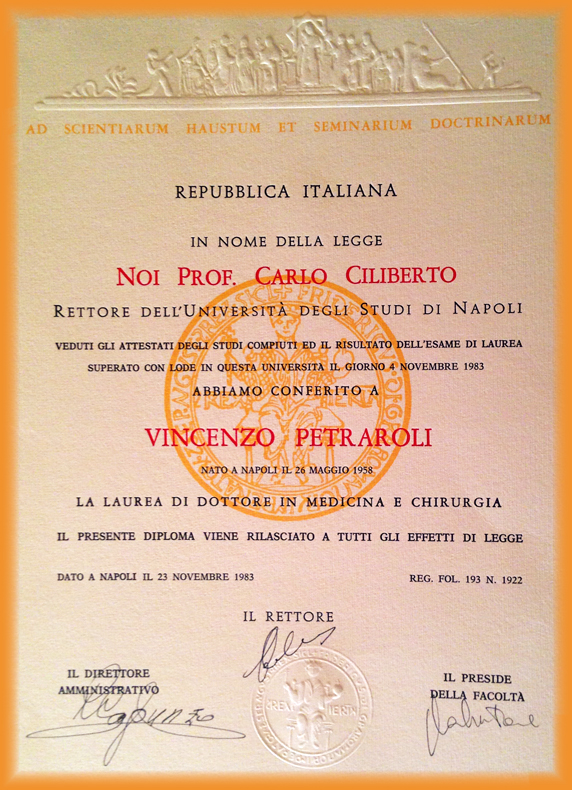 AD SCIENTIARUM HAUSTUM ET SEMINARIUM DOCTRINARUM
REPUBBLICA ITALIANA
IN NOME DELLA LEGGE
NOI PROF. CARLO CILIBERTO
RETTORE DELL'UNIVERSITÀ DEGLI STUDI DI NAPOLI
VEDUTI GLI ATTESTATI DEGLI STUDI COMPIUTI ED IL RISULTATO DELL'ESAME DI LAUREA
SUPERATO CON LODE IN QUESTA UNIVERSITÀ IL GIORNO 4 NOVEMBRE 1983
ABBIAMO CONFERITO A
VINCENZO PETRAROLI
NATO A NAPOLI IL 26 MAGGIO 1958
LA LAUREA DI DOTTORE IN MEDICINA E CHIRURGIA
IL PRESENTE DIPLOMA VIENE RILASCIATO A TUTTI GLI EFFETTI DI LEGGE
DATO A NAPOLI IL 23 NOVEMBRE 1983
REG. FOL. 193 N. 1922
IL RETTORE
IL DIRETTORE
AMMINISTRATIVO
IL PRESIDE
DELLA FACOLTÀ